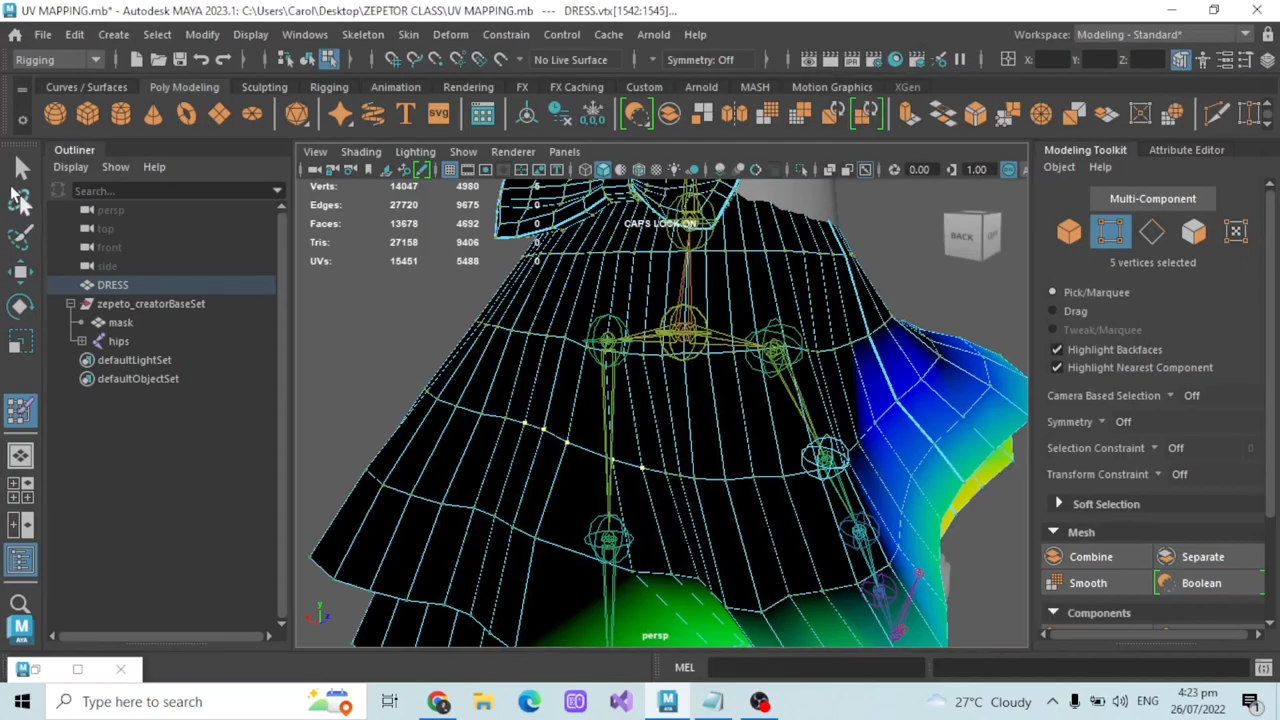 UV MAPPING.mb* - Autodesk MAYA 2023.1: C:\Users\Carol\Desktop\ZEPETOR CLASS\UV MAPPING.mb --- DRESS.vtx[1542:1545]...
File Edit Create Select Modify Display Windows Skeleton Skin Deform Constrain Control Cache Arnold Help
Workspace: Modeling - Standard*
Rigging
No Live Surface
Symmetry: Off
X: Y: Z:
Curves / Surfaces Poly Modeling Sculpting Rigging Animation Rendering FX FX Caching Custom Arnold MASH Motion Graphics XGen
T SVG 0,0,0
Outliner
Display Show Help
Search...
persp
top
front
side
DRESS
zepeto_creatorBaseSet
mask
hips
defaultLightSet
defaultObjectSet
View Shading Lighting Show Renderer Panels
0.00 1.00
Verts: 14047 4980 5
Edges: 27720 9675 0
Faces: 13678 4692 0
Tris: 27158 9406 0
UVs: 15451 5488 0
CAPS LOCK ON
BACK LEFT
y
z
persp
Modeling Toolkit Attribute Editor
Object Help
Multi-Component
5 vertices selected
Pick/Marquee
Drag
Tweak/Marquee
Highlight Backfaces
Highlight Nearest Component
Camera Based Selection Off
Symmetry Off
Selection Constraint Off 0
Transform Constraint Off
Soft Selection
Mesh
Combine Separate
Smooth Boolean
Components
M
AYA
MEL
Type here to search
27°C Cloudy
ENG
4:23 pm
26/07/2022
1